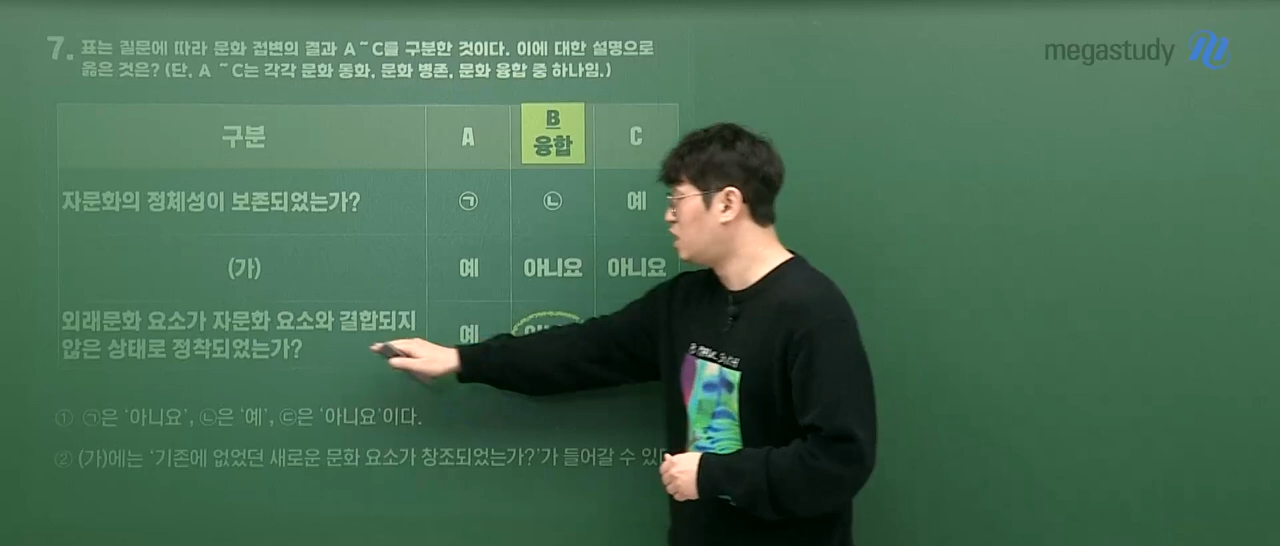 megastudy
7. 표는 질문에 따라 문화 접변의 결과 A ~ C를 구분한 것이다. 이에 대한 설명으로
옳은 것은? (단, A ~ C는 각각 문화 동화, 문화 병존, 문화 융합 중 하나임.)
구분 A B 융합 C
자문화의 정체성이 보존되었는가? ㉠ ㉡ 예
(가) 예 아니요 아니요
외래문화 요소가 자문화 요소와 결합되지
않은 상태로 정착되었는가? 예
① ㉠은 '아니요', ㉡은 '예', ㉢은 '아니요'이다.
② (가)에는 '기존에 없었던 새로운 문화 요소가 창조되었는가?'가 들어갈 수